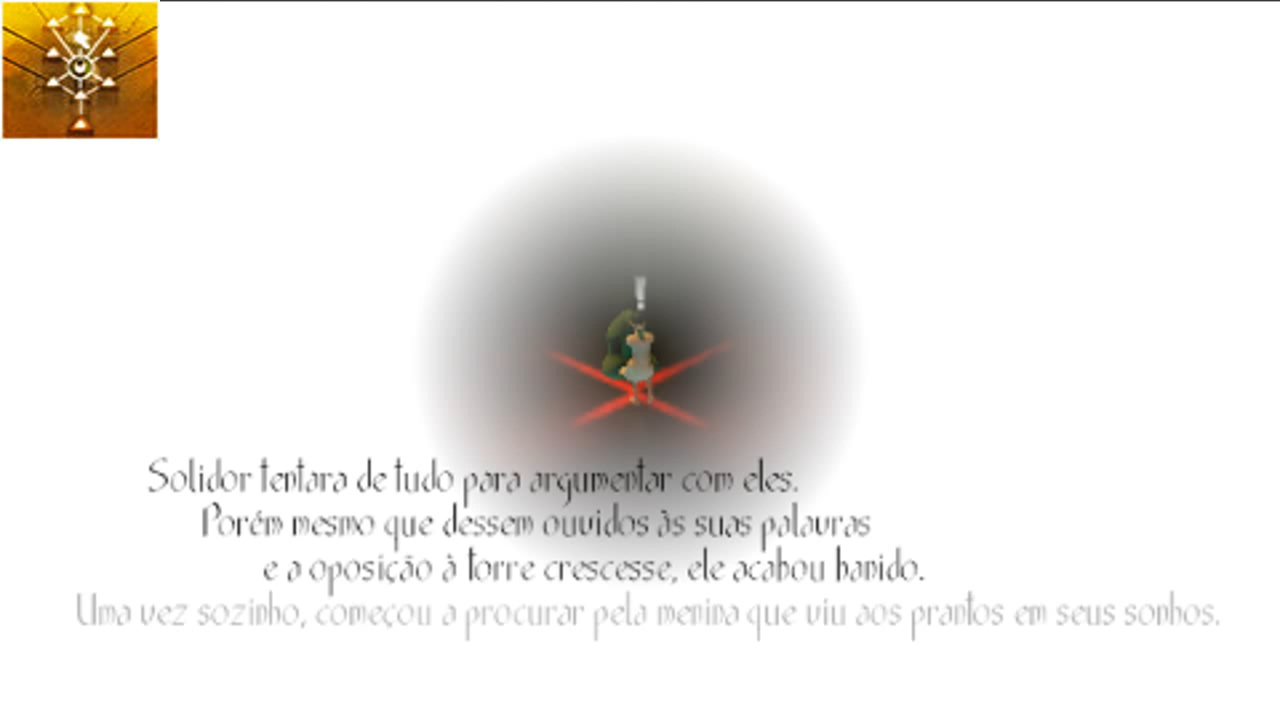 Solidor tentara de tudo para argumentar com eles.
Porém mesmo que dessem ouvidos às suas palavras
e a oposição à torre crescesse, ele acabou banido.
Uma vez sozinho, começou a procurar pela menina que viu aos prantos em seus sonhos.